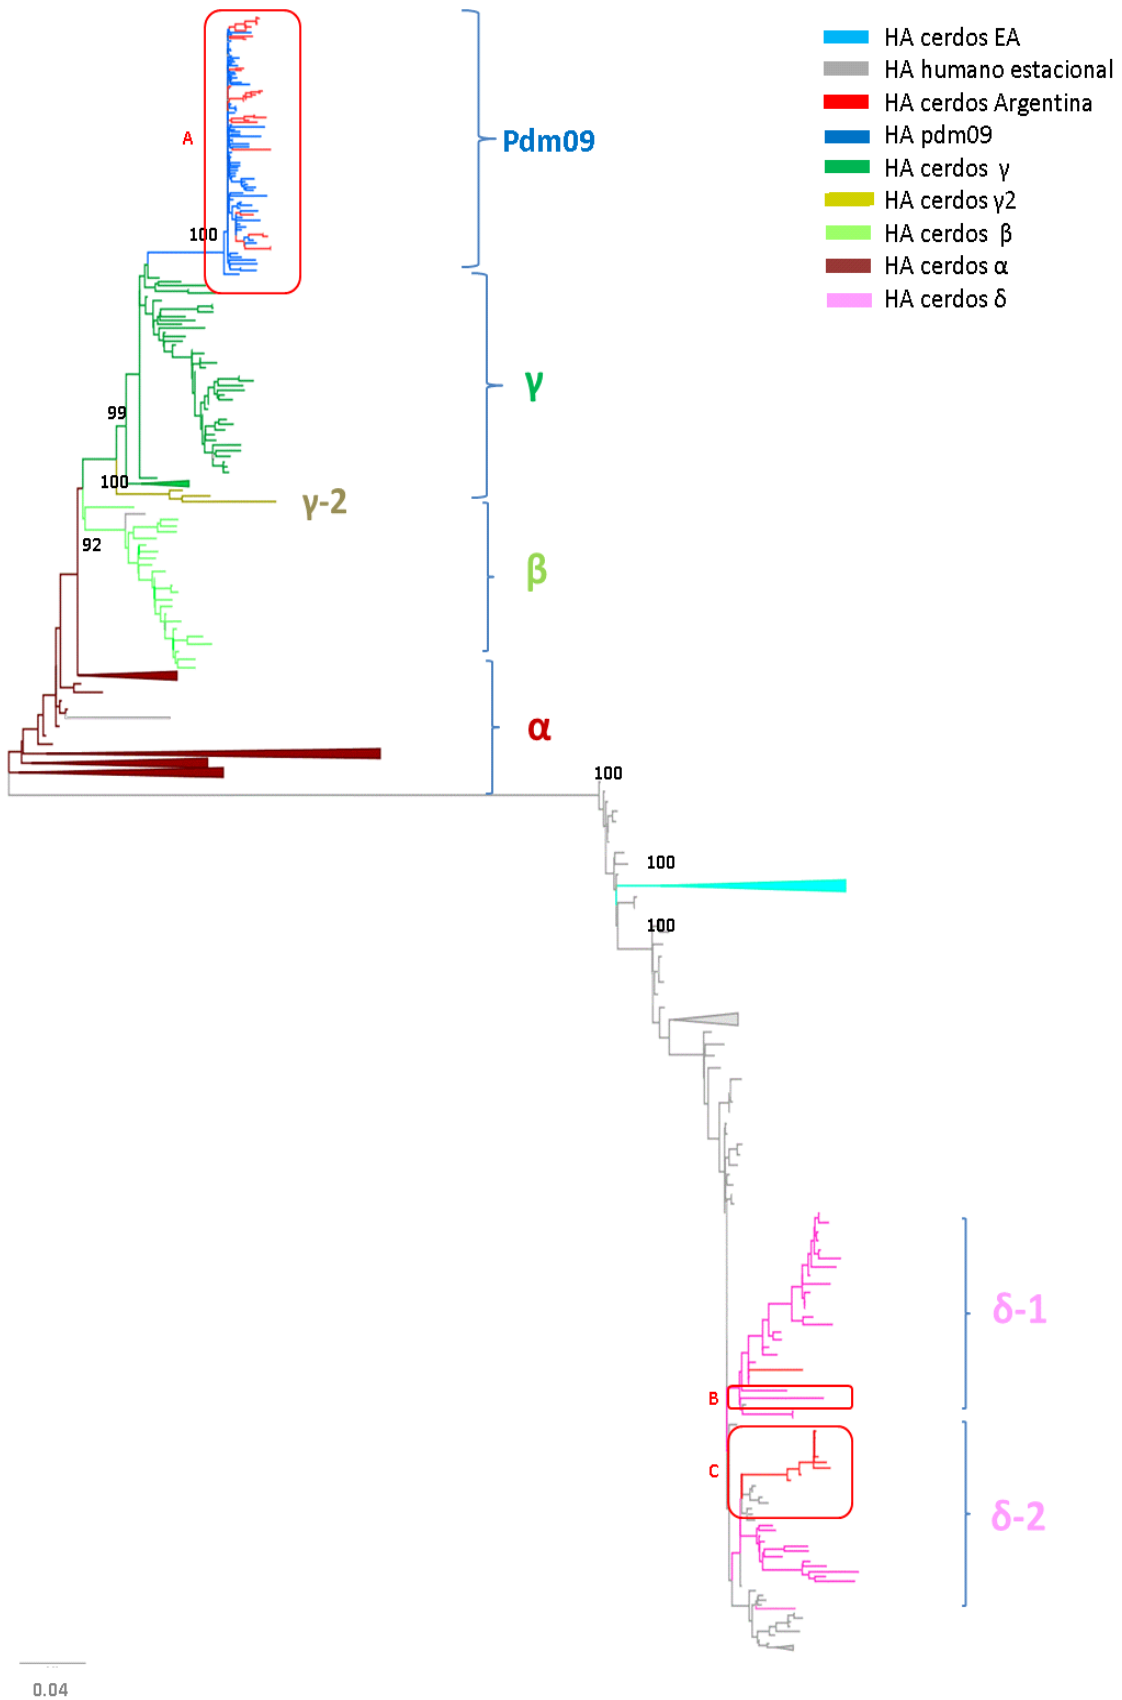 HA cerdos EA
HA humano estacional
HA cerdos Argentina
HA pdm09
HA cerdos γ
HA cerdos γ2
HA cerdos β
HA cerdos α
HA cerdos δ
A
Pdm09
100
γ
99
100
γ-2
92
β
α
100
100
100
δ-1
B
C
δ-2
0.04